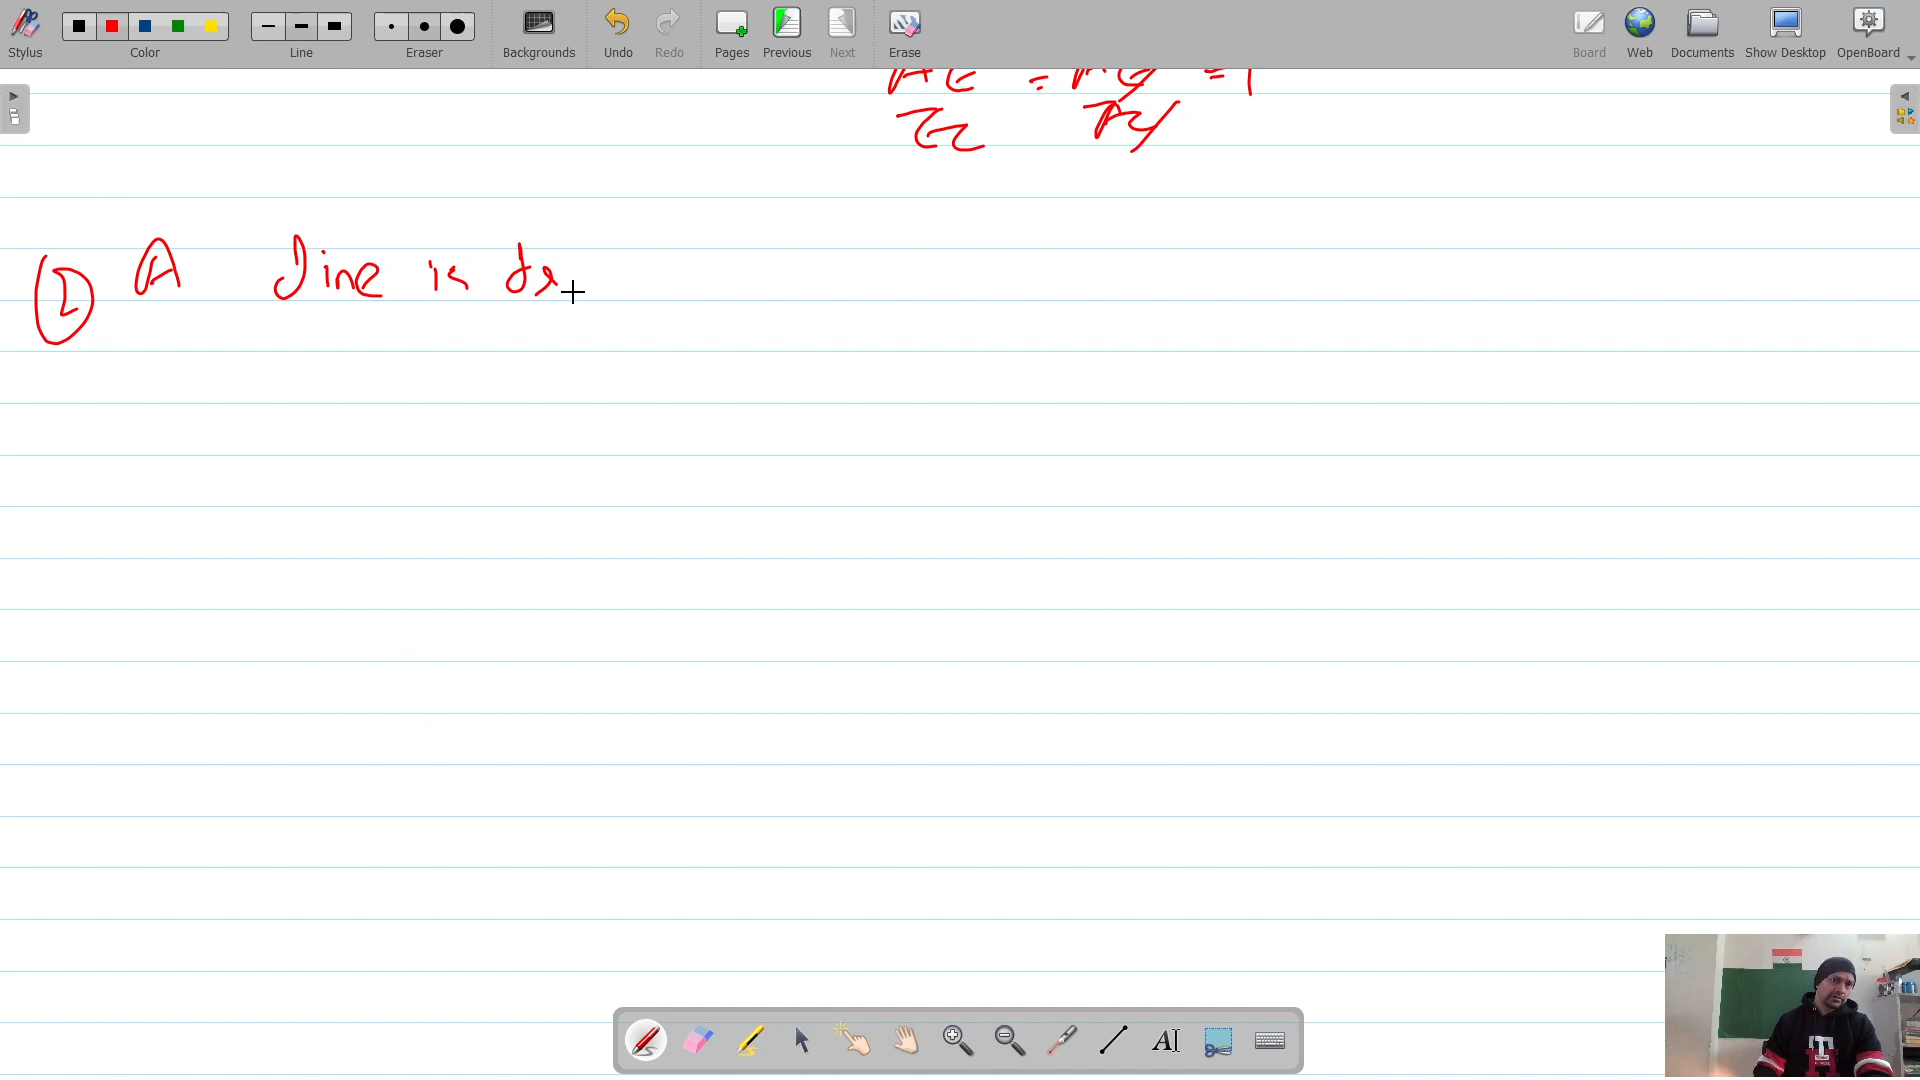 Stylus Color Line Eraser Backgrounds Undo Redo Pages Previous Next Erase Board Web Documents Show Desktop OpenBoard
= = 1
② A line is dr